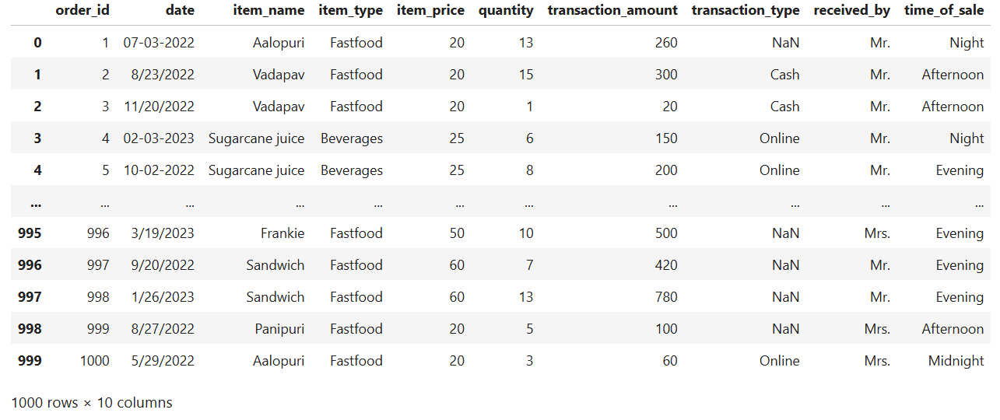 order_id date item_name item_type item_price quantity transaction_amount transaction_type received_by time_of_sale
0 1 07-03-2022 Aalopuri Fastfood 20 13 260 NaN Mr. Night
1 2 8/23/2022 Vadapav Fastfood 20 15 300 Cash Mr. Afternoon
2 3 11/20/2022 Vadapav Fastfood 20 1 20 Cash Mr. Afternoon
3 4 02-03-2023 Sugarcane juice Beverages 25 6 150 Online Mr. Night
4 5 10-02-2022 Sugarcane juice Beverages 25 8 200 Online Mr. Evening
... ... ... ... ... ... ... ... ... ... ...
995 996 3/19/2023 Frankie Fastfood 50 10 500 NaN Mrs. Evening
996 997 9/20/2022 Sandwich Fastfood 60 7 420 NaN Mr. Evening
997 998 1/26/2023 Sandwich Fastfood 60 13 780 NaN Mr. Evening
998 999 8/27/2022 Panipuri Fastfood 20 5 100 NaN Mrs. Afternoon
999 1000 5/29/2022 Aalopuri Fastfood 20 3 60 Online Mrs. Midnight
1000 rows × 10 columns